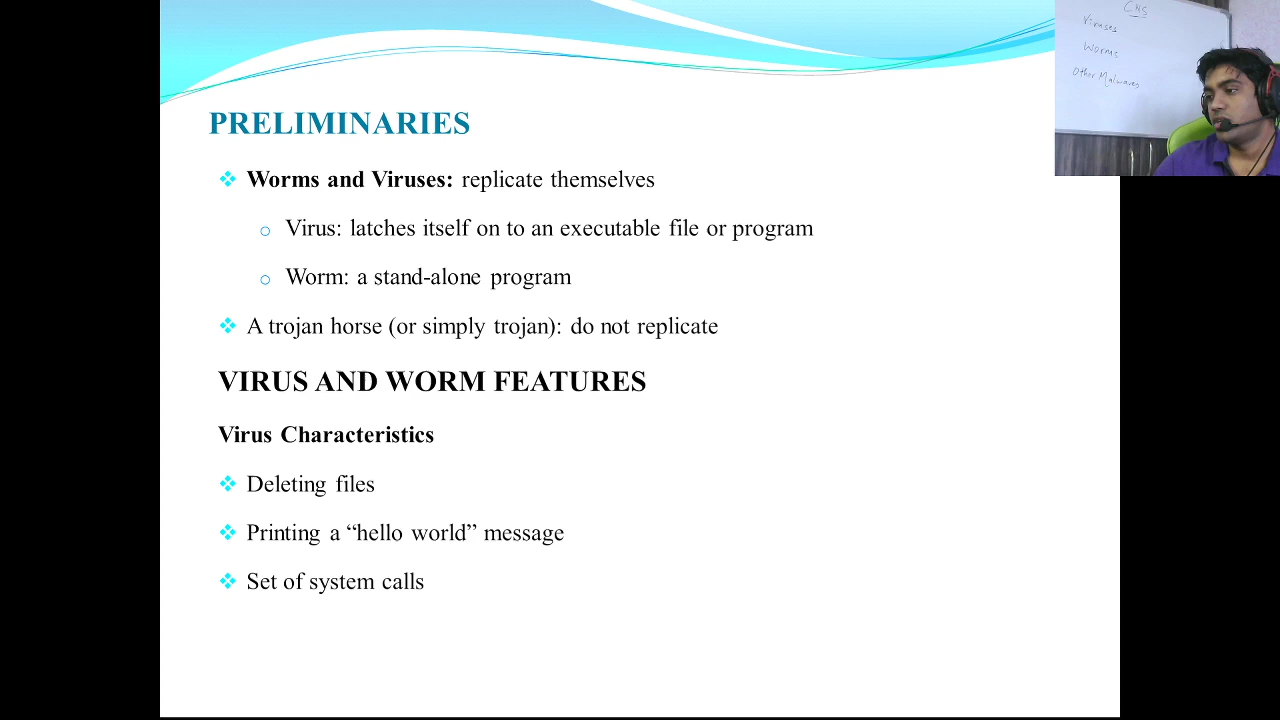 PRELIMINARIES
❖ Worms and Viruses: replicate themselves
o Virus: latches itself on to an executable file or program
o Worm: a stand-alone program
❖ A trojan horse (or simply trojan): do not replicate
VIRUS AND WORM FEATURES
Virus Characteristics
❖ Deleting files
❖ Printing a “hello world” message
❖ Set of system calls
CNS
Viruses
Worms
Other Malwares